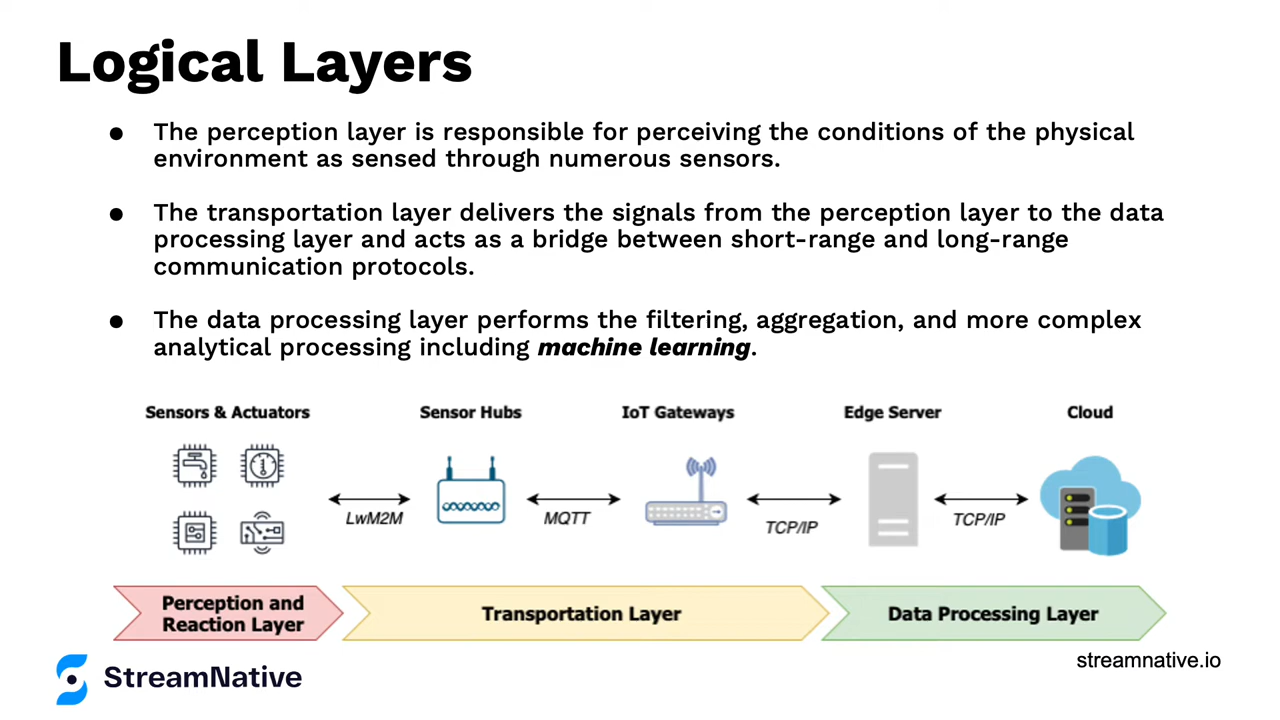 Logical Layers
● The perception layer is responsible for perceiving the conditions of the physical
environment as sensed through numerous sensors.
● The transportation layer delivers the signals from the perception layer to the data
processing layer and acts as a bridge between short-range and long-range
communication protocols.
● The data processing layer performs the filtering, aggregation, and more complex
analytical processing including machine learning.
Sensors & Actuators
Sensor Hubs
IoT Gateways
Edge Server
Cloud
LwM2M
MQTT
TCP/IP
TCP/IP
Perception and
Reaction Layer
Transportation Layer
Data Processing Layer
StreamNative
streamnative.io